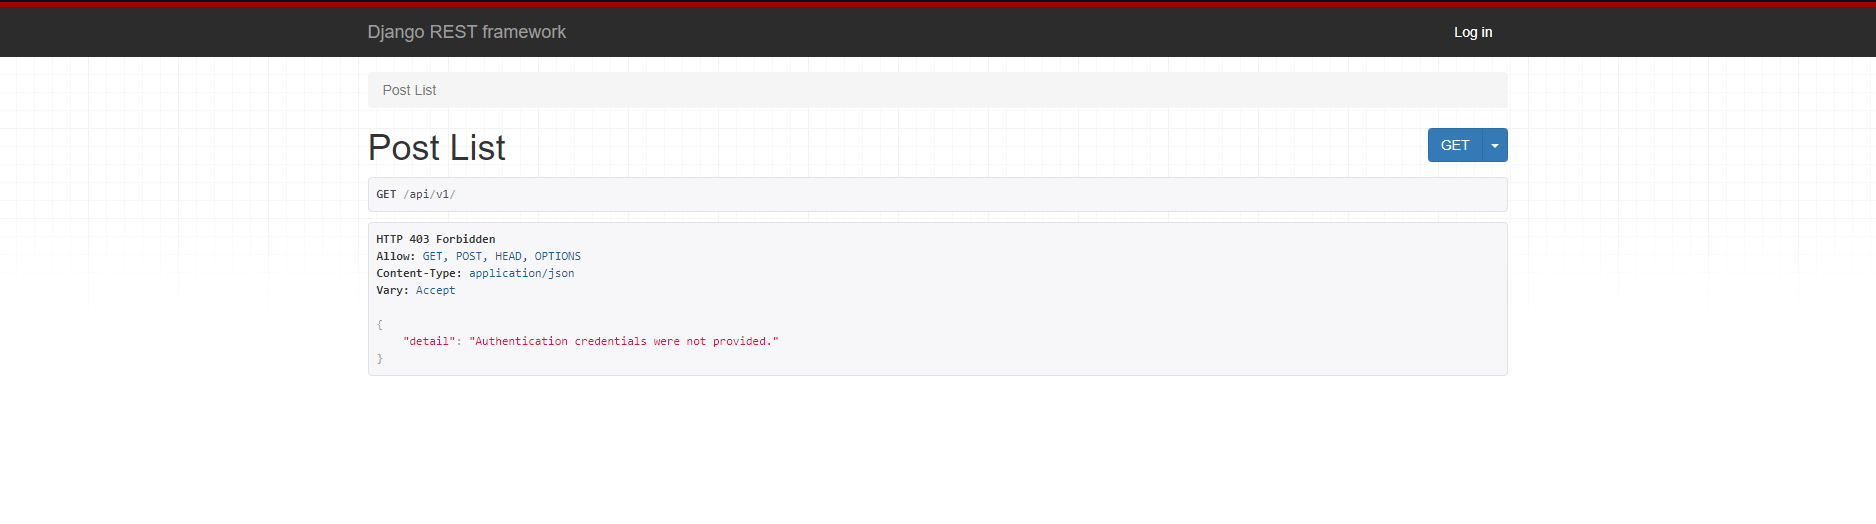 Django REST framework
Log in
Post List
Post List
GET
GET /api/v1/
HTTP 403 Forbidden
Allow: GET, POST, HEAD, OPTIONS
Content-Type: application/json
Vary: Accept
{
    "detail": "Authentication credentials were not provided."
}